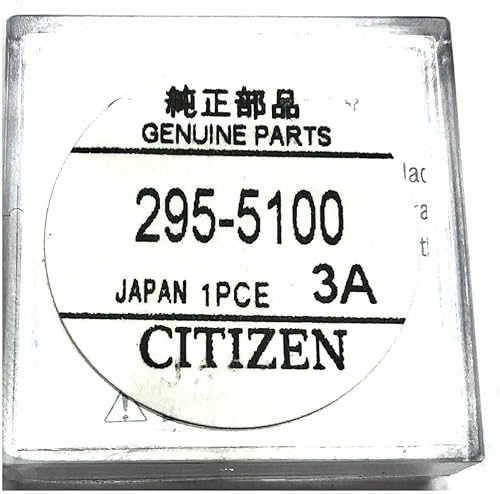 純正部品
GENUINE PARTS
295-5100
JAPAN 1PCE 3A
CITIZEN